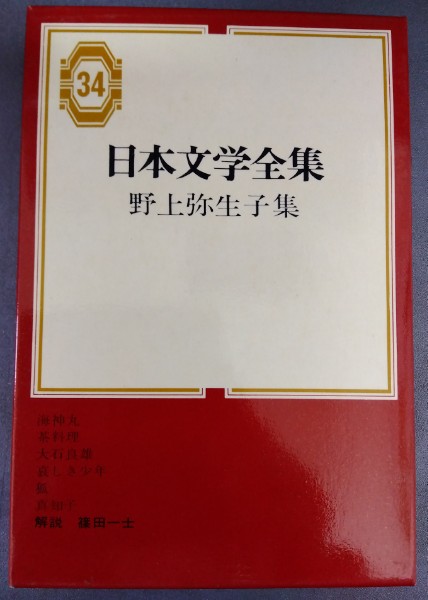 34
日本文学全集
野上弥生子集
海神丸
茶料理
大石良雄
哀しき少年
狐
真知子
解説 篠田一士